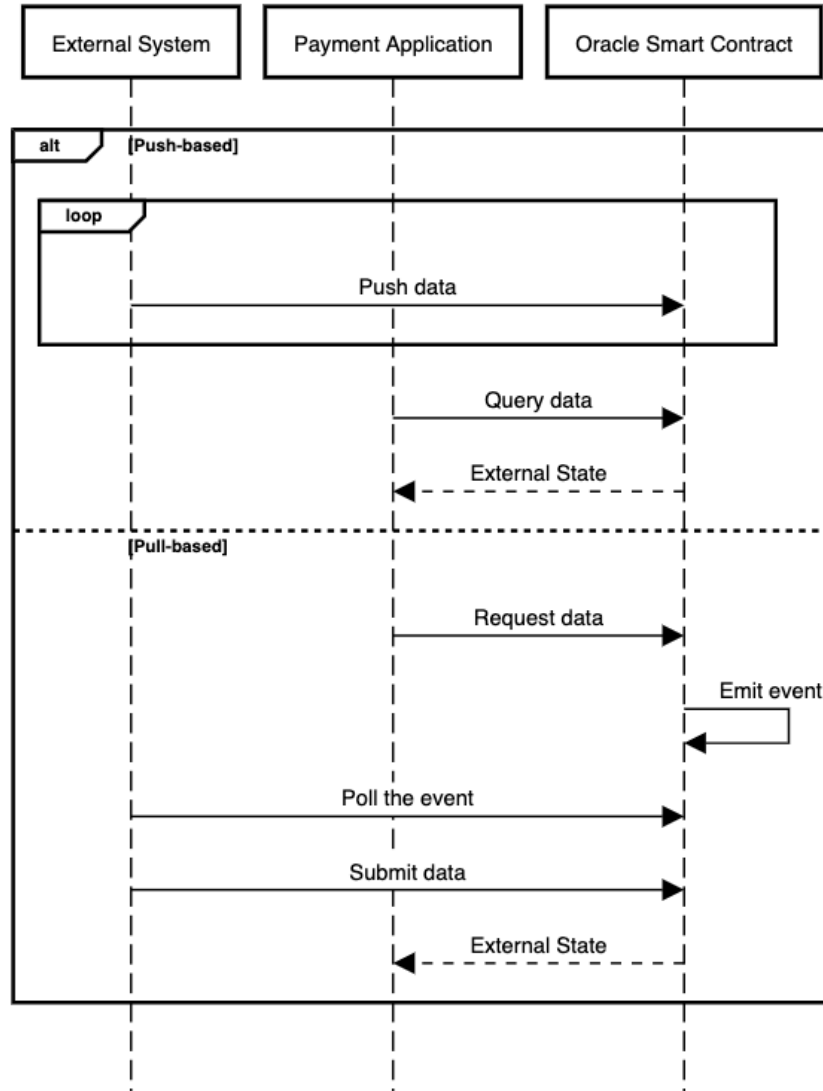 External System
Payment Application
Oracle Smart Contract
alt
[Push-based]
loop
Push data
Query data
External State
[Pull-based]
Request data
Emit event
Poll the event
Submit data
External State